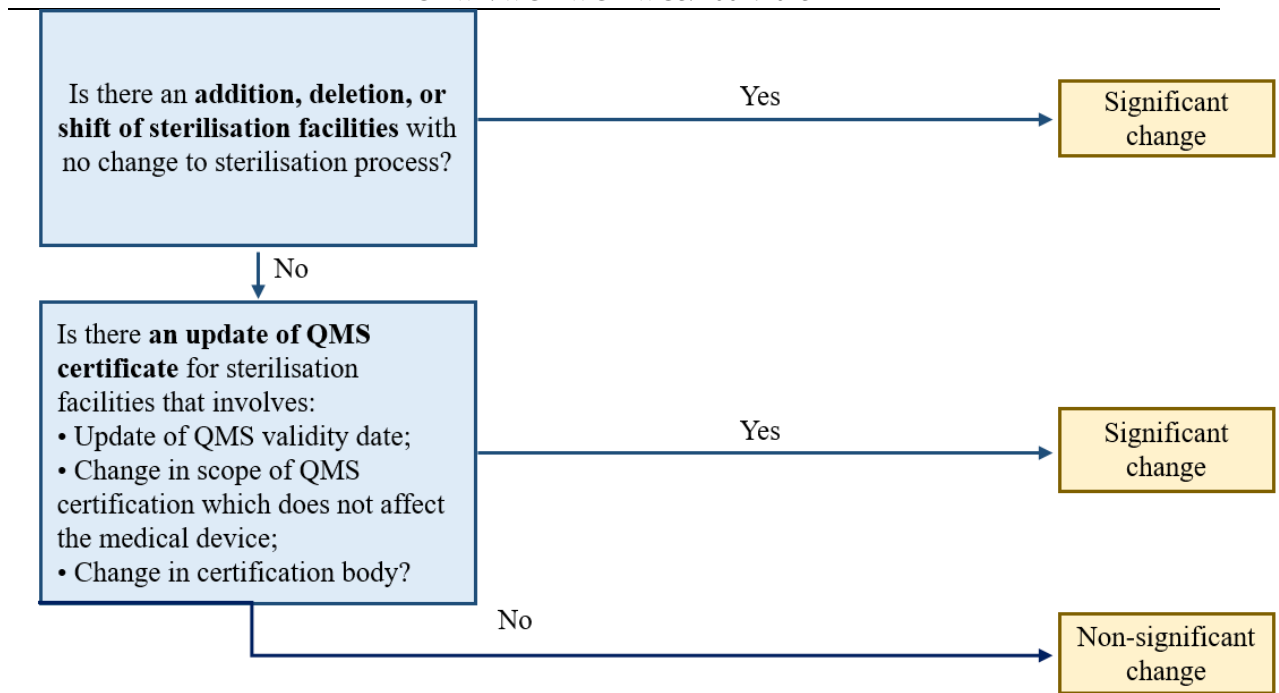 Is there an addition, deletion, or
shift of sterilisation facilities with
no change to sterilisation process?
Yes
Significant
change
No
Is there an update of QMS
certificate for sterilisation
facilities that involves:
• Update of QMS validity date;
• Change in scope of QMS
certification which does not affect
the medical device;
• Change in certification body?
Yes
Significant
change
No
Non-significant
change